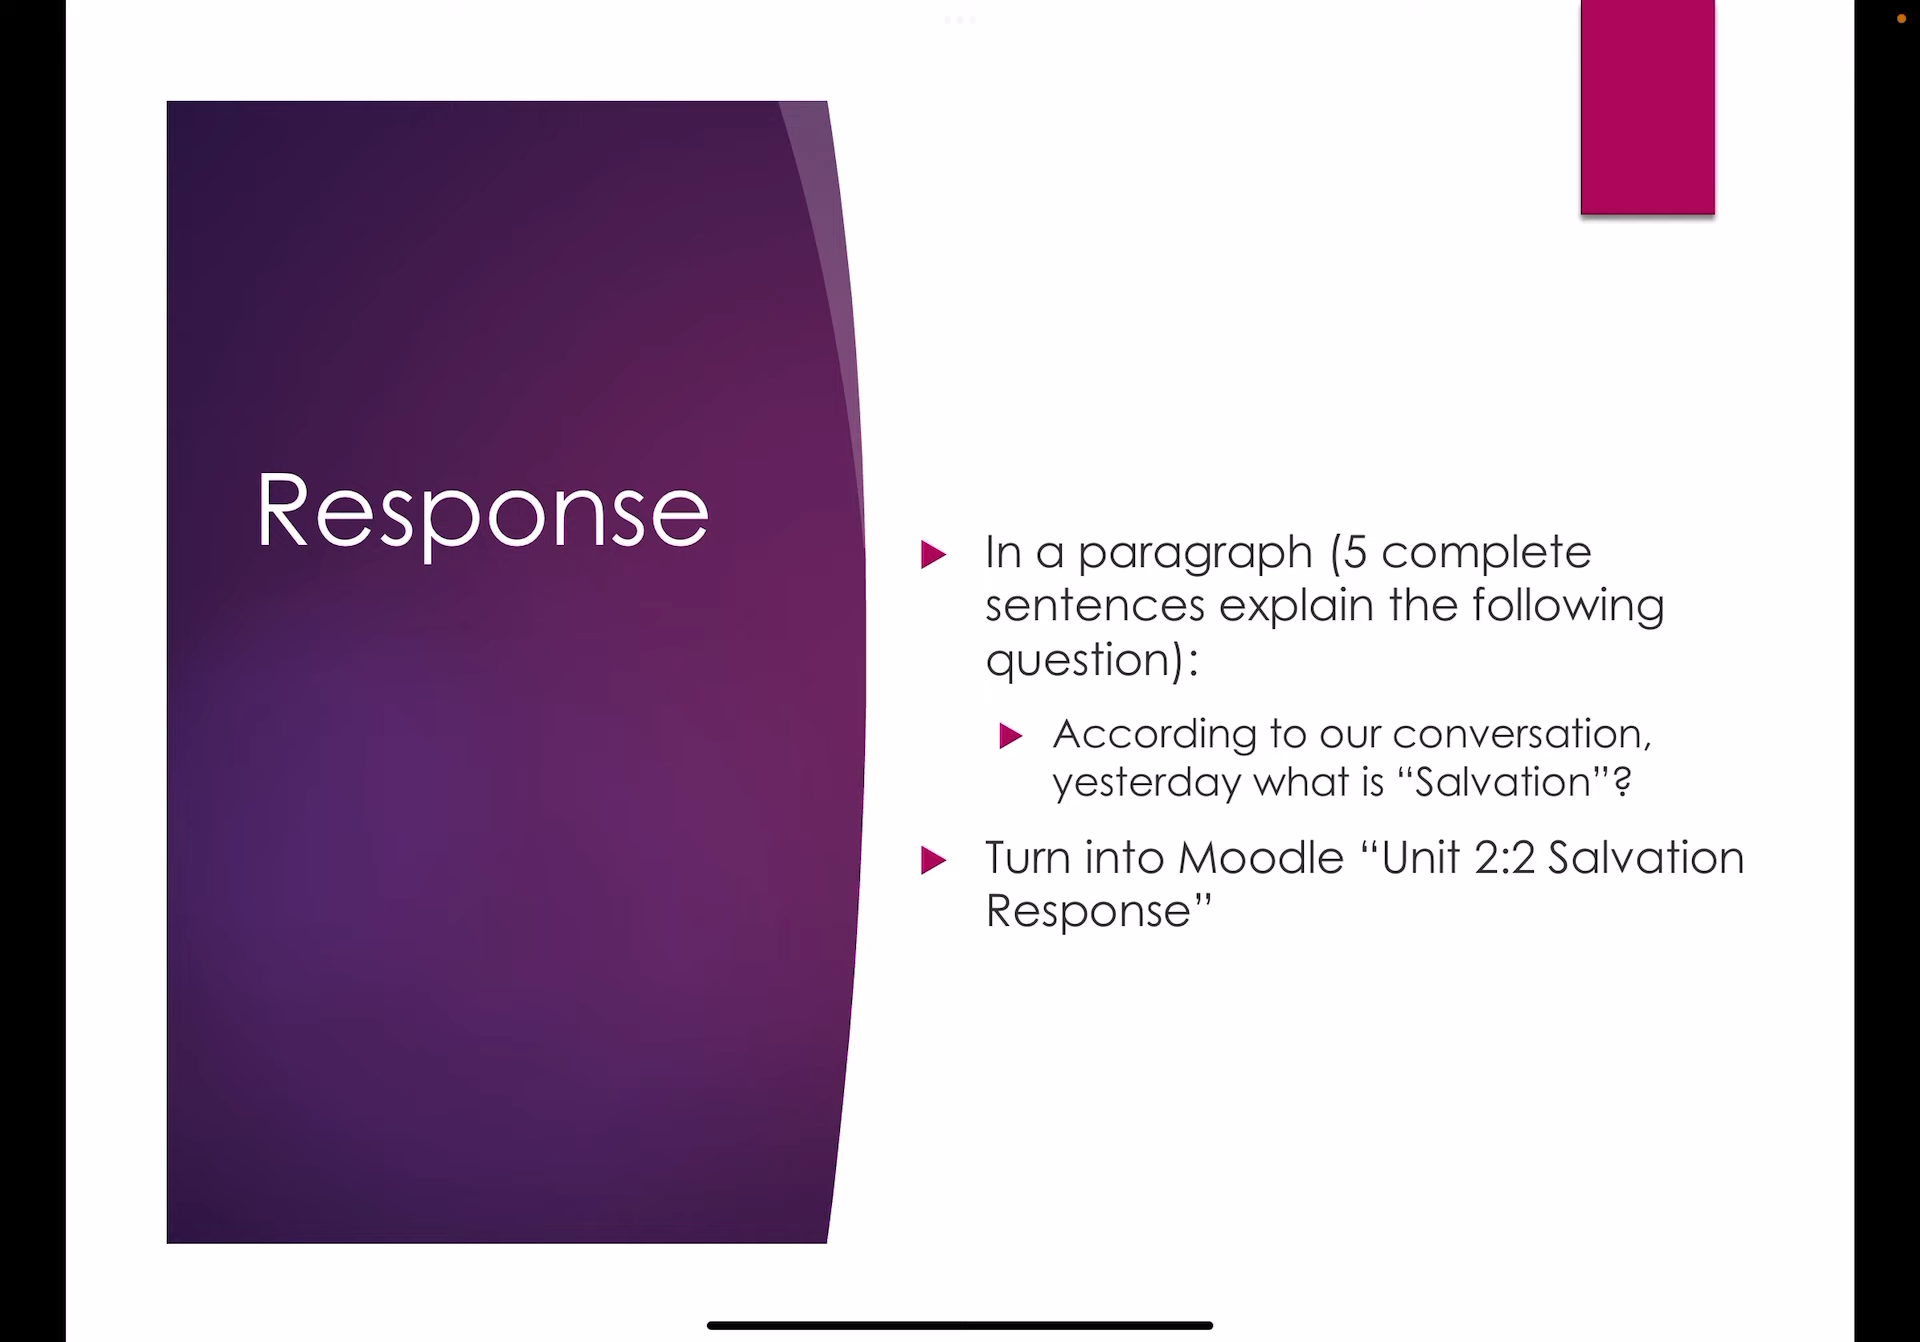 Response
In a paragraph (5 complete
sentences explain the following
question):
According to our conversation,
yesterday what is “Salvation”?
Turn into Moodle “Unit 2:2 Salvation
Response”